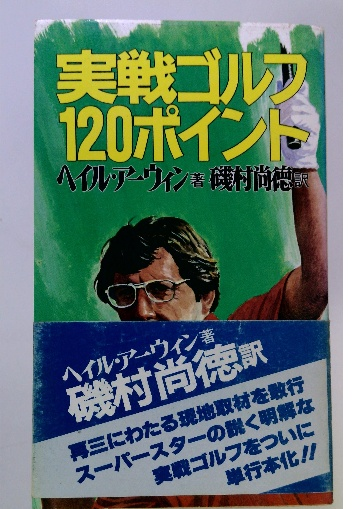 実戦ゴルフ
120ポイント
ヘイル・アーウィン著 磯村尚徳訳
ヘイル・アーウィン著
磯村尚徳訳
再三にわたる現地取材を敢行
スーパースターの鋭く明解な
実戦ゴルフをついに
単行本化!!